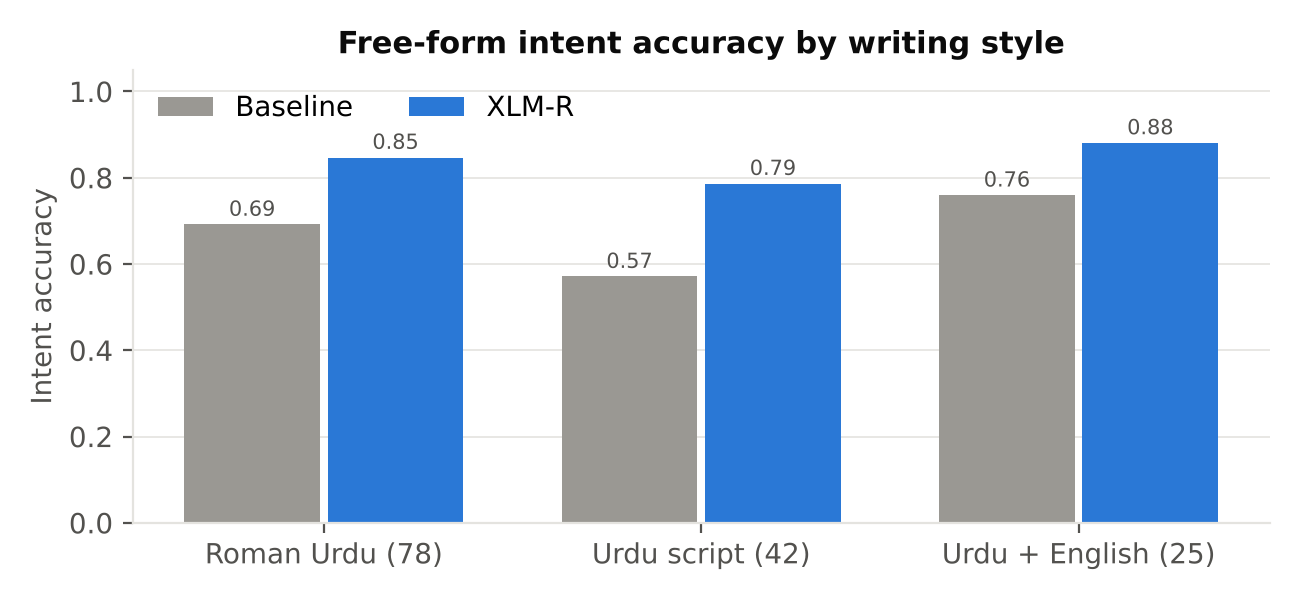 Free-form intent accuracy by writing style
Baseline XLM-R
Intent accuracy
1.0
0.8
0.6
0.4
0.2
0.0
0.69
0.85
0.57
0.79
0.76
0.88
Roman Urdu (78)
Urdu script (42)
Urdu + English (25)